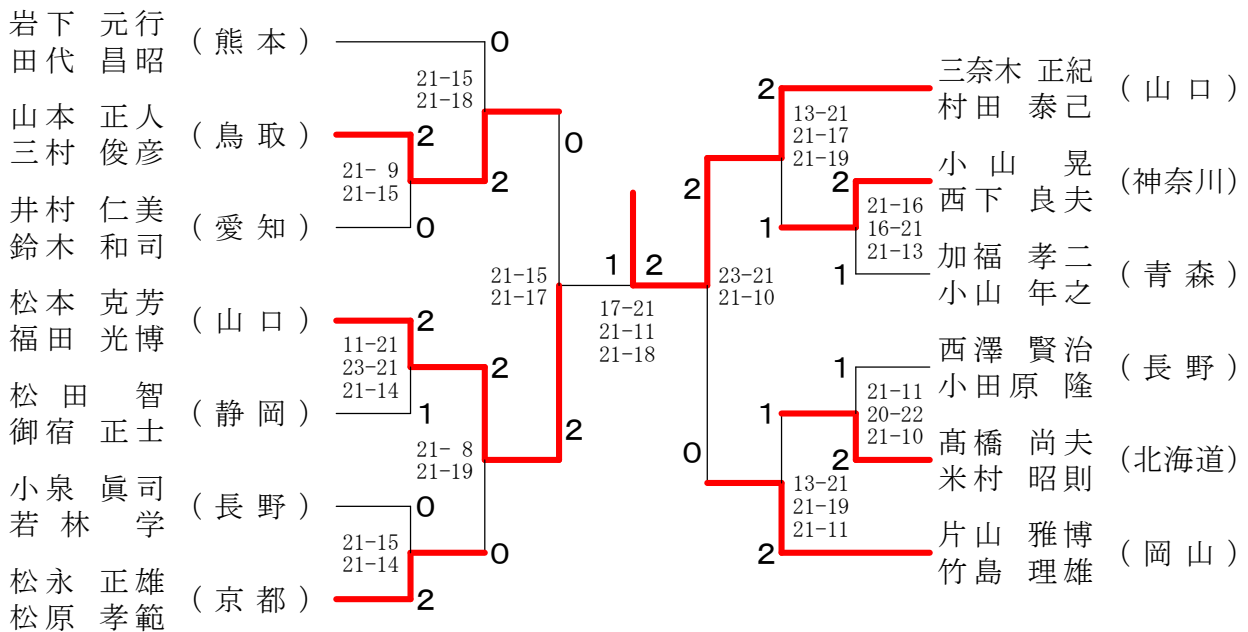 岩下 元行
田代 昌昭
(熊本)
0
21-15
21-18
山本 正人
三村 俊彦
(鳥取)
2
21- 9
21-15
2
0
井村 仁美
鈴木 和司
(愛知)
0
21-15
21-17
松本 克芳
福田 光博
(山口)
2
11-21
23-21
21-14
2
松田 智
御宿 正士
(静岡)
1
21- 8
21-19
2
小泉 眞司
若林 学
(長野)
0
21-15
21-14
0
松永 正雄
松原 孝範
(京都)
2
1
2
17-21
21-11
21-18
2
三奈木 正紀
村田 泰己
(山口)
13-21
21-17
21-19
2
小山 晃
西下 良夫
(神奈川)
2
21-16
16-21
21-13
1
加福 孝二
小山 年之
(青森)
1
23-21
21-10
西澤 賢治
小田原 隆
(長野)
1
21-11
20-22
21-10
1
髙橋 尚夫
米村 昭則
(北海道)
2
0
13-21
21-19
21-11
片山 雅博
竹島 理雄
(岡山)
2